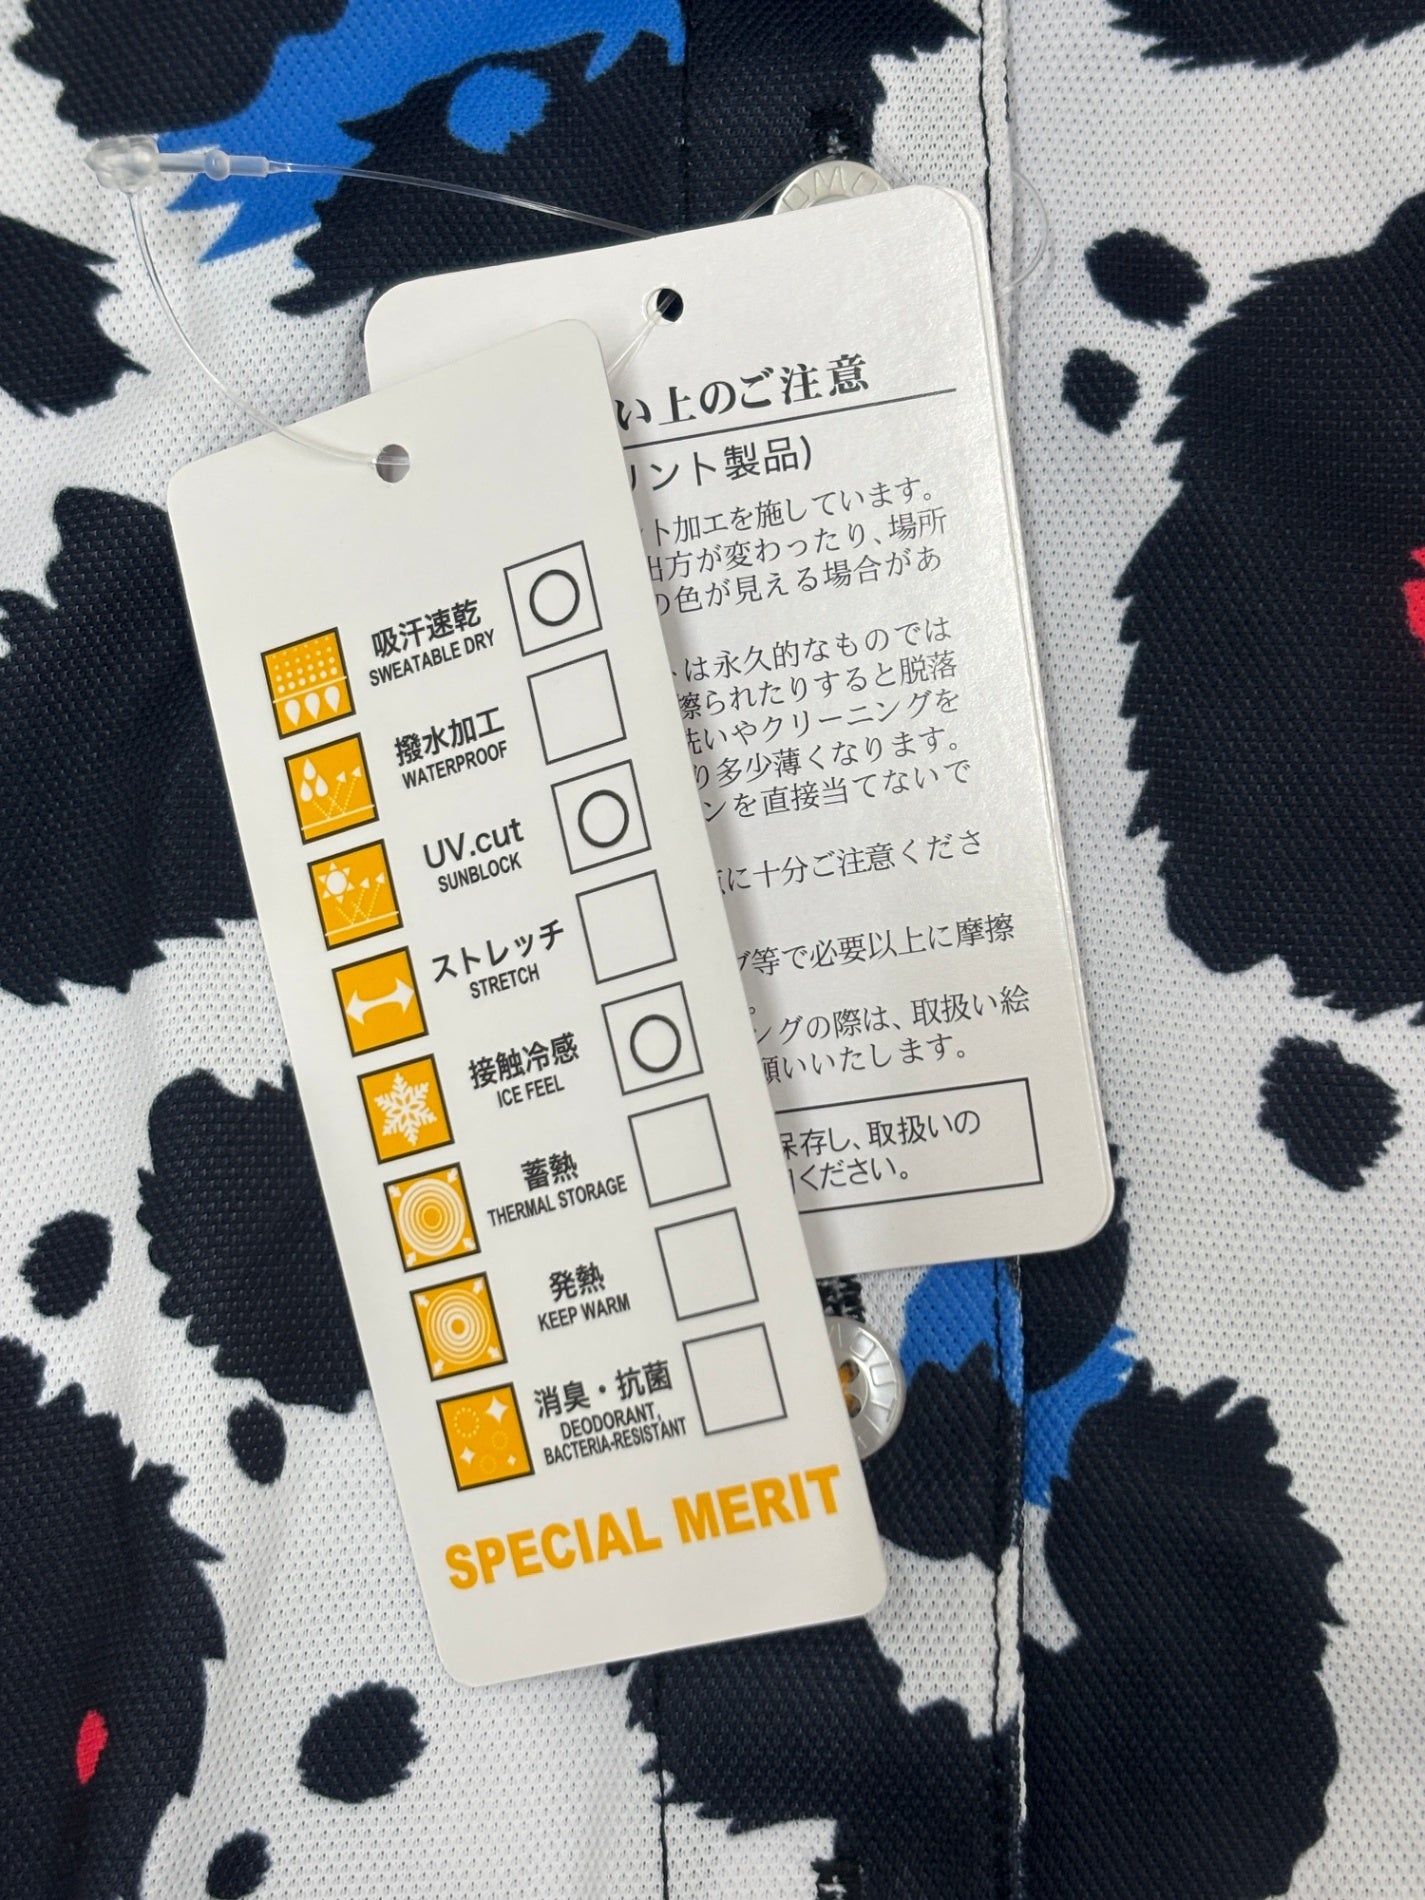 吸汗速乾
SWEATABLE DRY
撥水加工
WATERPROOF
UV.cut
SUNBLOCK
ストレッチ
STRETCH
接触冷感
ICE FEEL
蓄熱
THERMAL STORAGE
発熱
KEEP WARM
消臭・抗菌
DEODORANT,
BACTERIA-RESISTANT
SPECIAL MERIT
い上のご注意
リント製品)
ト加工を施しています。
出方が変わったり、場所
の色が見える場合があ
は永久的なものでは
擦られたりすると脱落
洗いやクリーニングを
り多少薄くなります。
ンを直接当てないで
に十分ご注意くださ
グ等で必要以上に摩擦
ングの際は、取扱い絵
願いいたします。
保存し、取扱いの
ください。